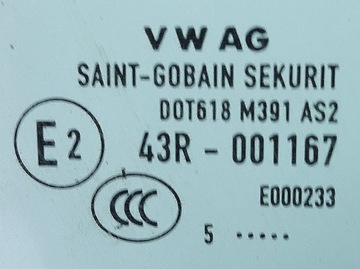 VW AG
SAINT-GOBAIN SEKURIT
DOT618 M391 AS2
E2 43R - 001167
CCC E000233
5 .....